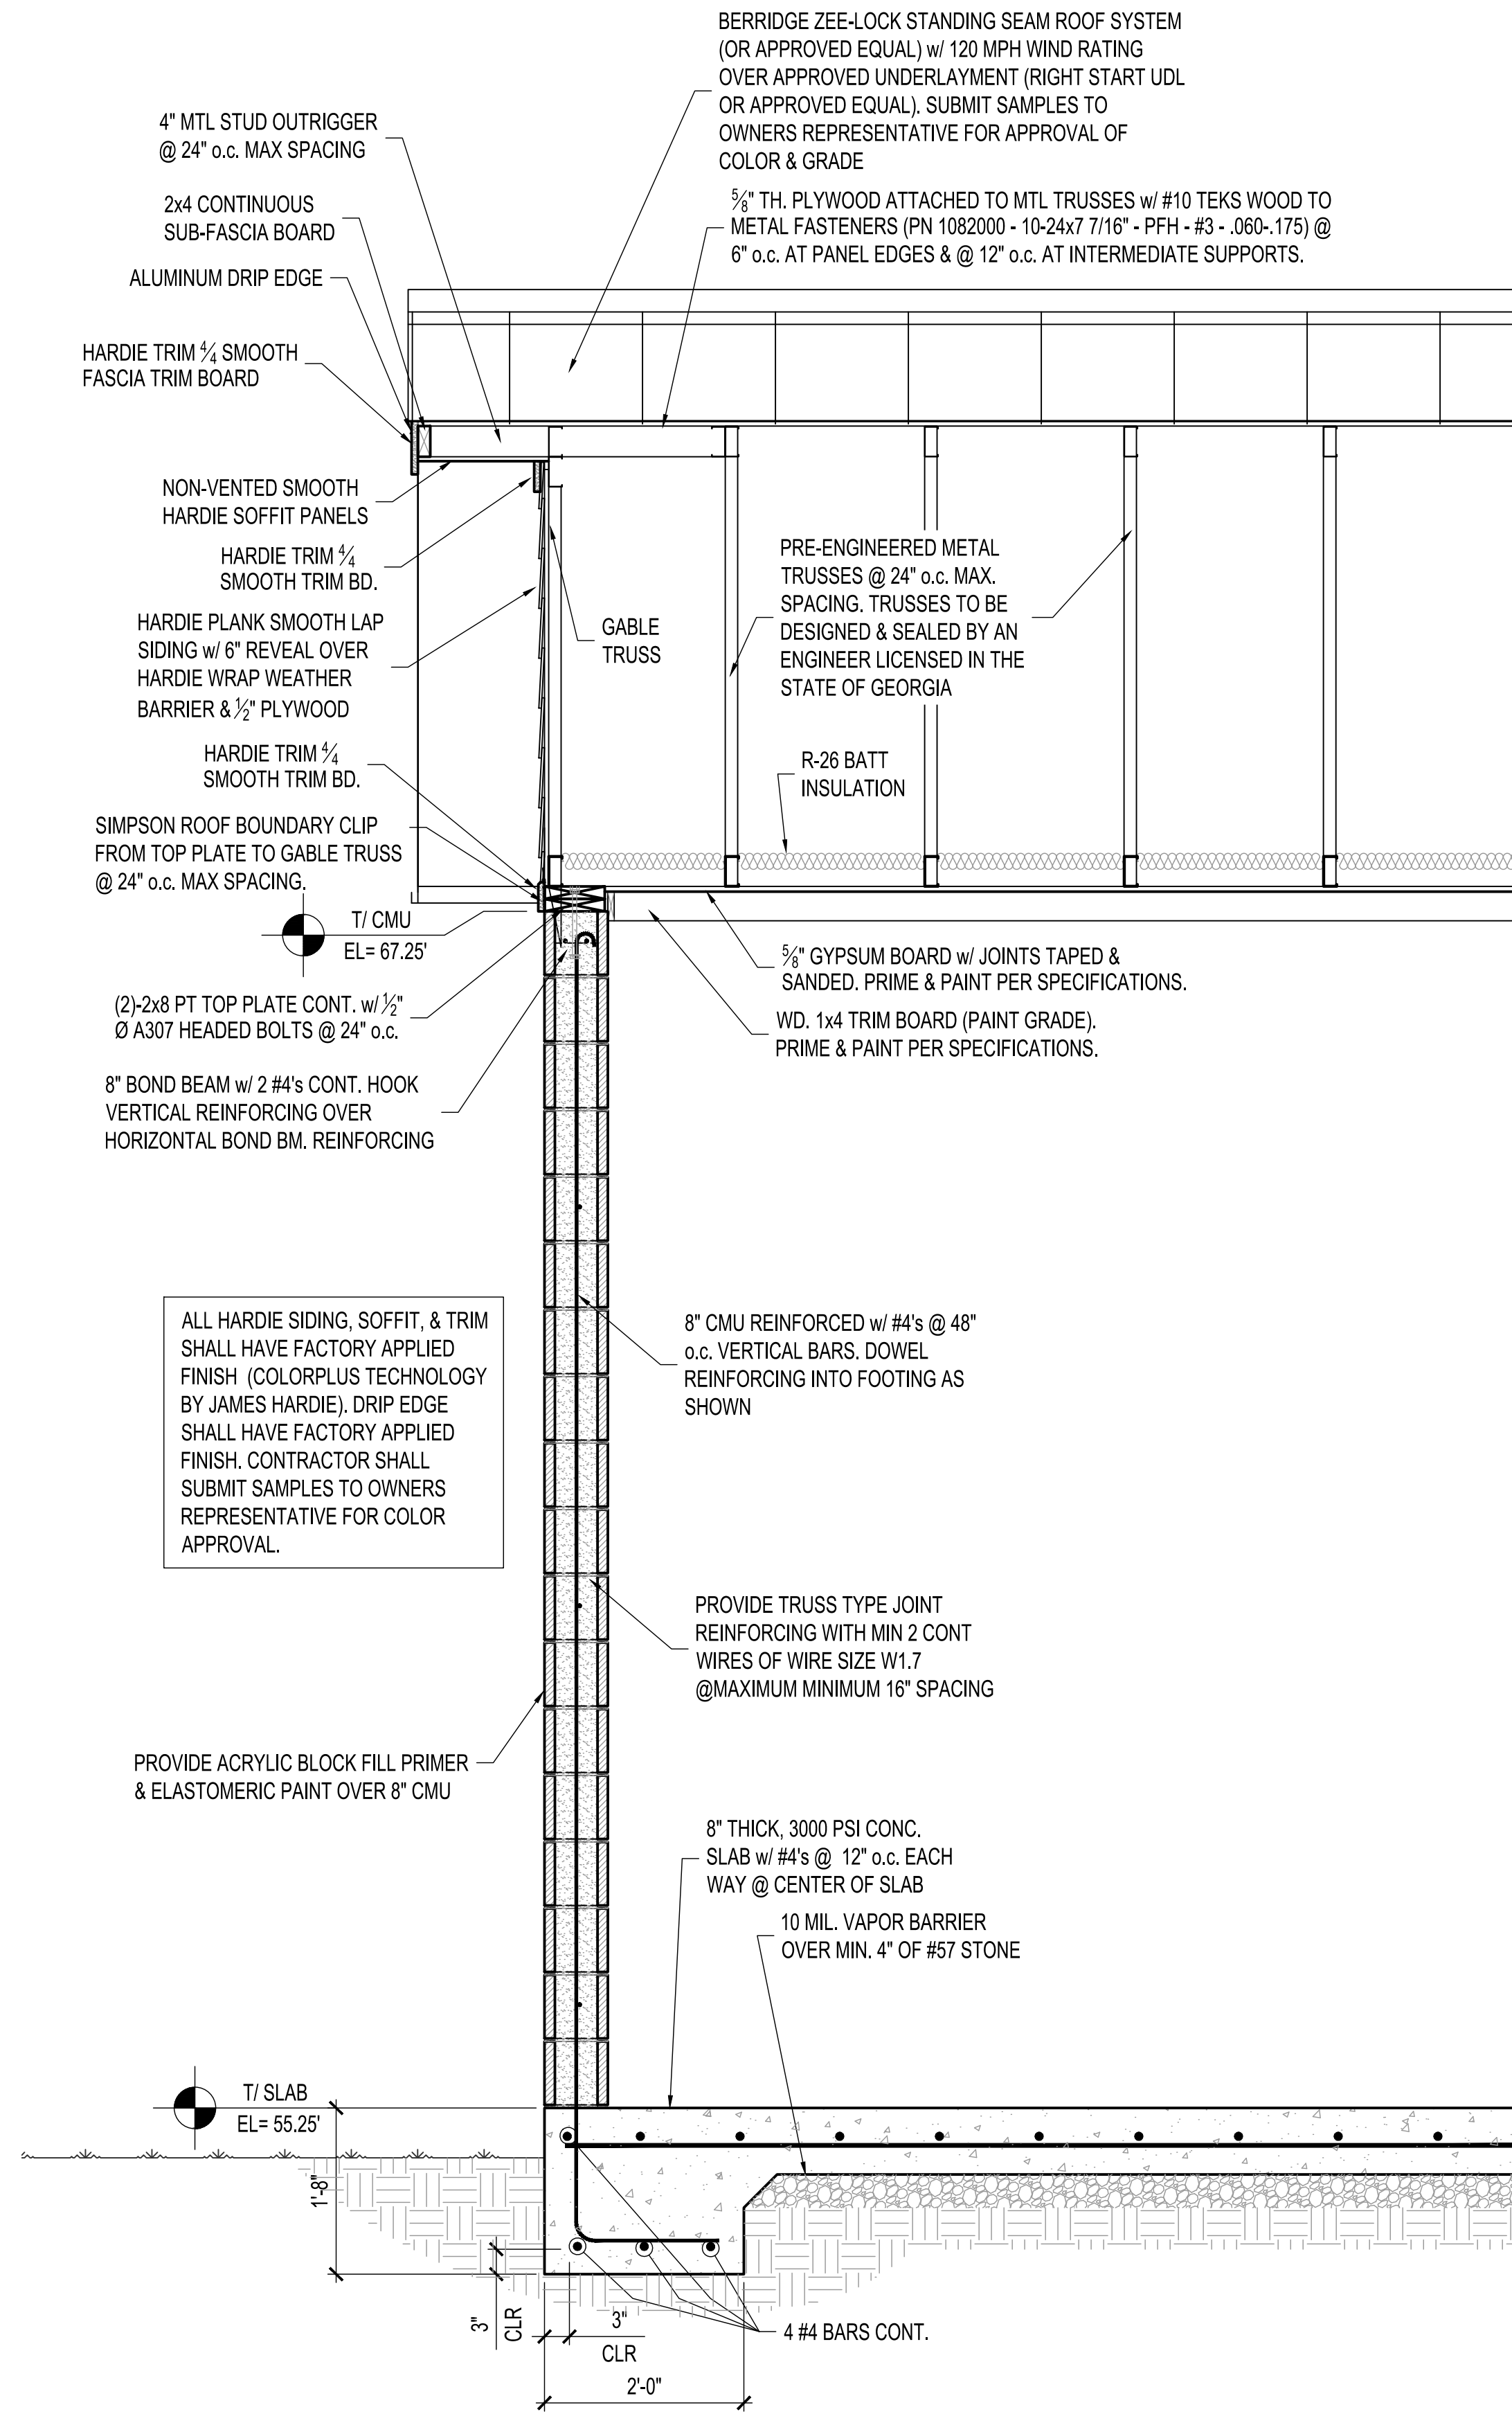 BERRIDGE ZEE-LOCK STANDING SEAM ROOF SYSTEM
(OR APPROVED EQUAL) w/ 120 MPH WIND RATING
OVER APPROVED UNDERLAYMENT (RIGHT START UDL
OR APPROVED EQUAL). SUBMIT SAMPLES TO
OWNERS REPRESENTATIVE FOR APPROVAL OF
COLOR & GRADE
4" MTL STUD OUTRIGGER
@ 24" o.c. MAX SPACING
5/8" TH. PLYWOOD ATTACHED TO MTL TRUSSES w/ #10 TEKS WOOD TO
METAL FASTENERS (PN 1082000 - 10-24x7 7/16" - PFH - #3 - .060-.175) @
6" o.c. AT PANEL EDGES & @ 12" o.c. AT INTERMEDIATE SUPPORTS.
2x4 CONTINUOUS
SUB-FASCIA BOARD
ALUMINUM DRIP EDGE
HARDIE TRIM 4/4 SMOOTH
FASCIA TRIM BOARD
NON-VENTED SMOOTH
HARDIE SOFFIT PANELS
HARDIE TRIM 4/4
SMOOTH TRIM BD.
HARDIE PLANK SMOOTH LAP
SIDING w/ 6" REVEAL OVER
HARDIE WRAP WEATHER
BARRIER & 1/2" PLYWOOD
GABLE
TRUSS
PRE-ENGINEERED METAL
TRUSSES @ 24" o.c. MAX.
SPACING. TRUSSES TO BE
DESIGNED & SEALED BY AN
ENGINEER LICENSED IN THE
STATE OF GEORGIA
HARDIE TRIM 4/4
SMOOTH TRIM BD.
R-26 BATT
INSULATION
SIMPSON ROOF BOUNDARY CLIP
FROM TOP PLATE TO GABLE TRUSS
@ 24" o.c. MAX SPACING.
T/ CMU
EL= 67.25'
5/8" GYPSUM BOARD w/ JOINTS TAPED &
SANDED. PRIME & PAINT PER SPECIFICATIONS.
(2)-2x8 PT TOP PLATE CONT. w/ 1/2"
Ø A307 HEADED BOLTS @ 24" o.c.
WD. 1x4 TRIM BOARD (PAINT GRADE).
PRIME & PAINT PER SPECIFICATIONS.
8" BOND BEAM w/ 2 #4's CONT. HOOK
VERTICAL REINFORCING OVER
HORIZONTAL BOND BM. REINFORCING
ALL HARDIE SIDING, SOFFIT, & TRIM
SHALL HAVE FACTORY APPLIED
FINISH (COLORPLUS TECHNOLOGY
BY JAMES HARDIE). DRIP EDGE
SHALL HAVE FACTORY APPLIED
FINISH. CONTRACTOR SHALL
SUBMIT SAMPLES TO OWNERS
REPRESENTATIVE FOR COLOR
APPROVAL.
8" CMU REINFORCED w/ #4's @ 48"
o.c. VERTICAL BARS. DOWEL
REINFORCING INTO FOOTING AS
SHOWN
PROVIDE TRUSS TYPE JOINT
REINFORCING WITH MIN 2 CONT
WIRES OF WIRE SIZE W1.7
@MAXIMUM MINIMUM 16" SPACING
PROVIDE ACRYLIC BLOCK FILL PRIMER
& ELASTOMERIC PAINT OVER 8" CMU
8" THICK, 3000 PSI CONC.
SLAB w/ #4's @ 12" o.c. EACH
WAY @ CENTER OF SLAB
10 MIL. VAPOR BARRIER
OVER MIN. 4" OF #57 STONE
T/ SLAB
EL= 55.25'
1'-8"
3"
CLR
3"
CLR
2'-0"
4 #4 BARS CONT.